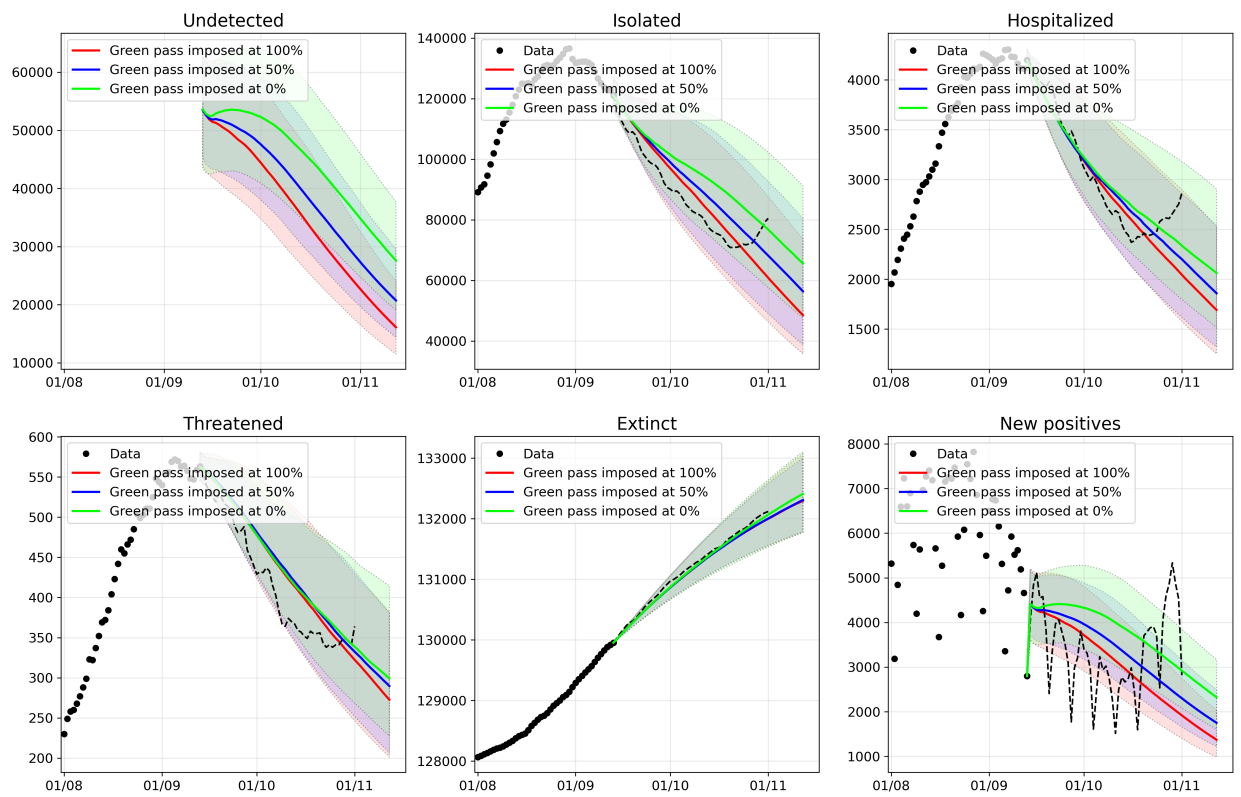 Undetected
Green pass imposed at 100%
Green pass imposed at 50%
Green pass imposed at 0%
60000
50000
40000
30000
20000
10000
01/08
01/09
01/10
01/11
Isolated
Data
Green pass imposed at 100%
Green pass imposed at 50%
Green pass imposed at 0%
140000
120000
100000
80000
60000
40000
01/08
01/09
01/10
01/11
Hospitalized
Data
Green pass imposed at 100%
Green pass imposed at 50%
Green pass imposed at 0%
4000
3500
3000
2500
2000
1500
01/08
01/09
01/10
01/11
Threatened
Data
Green pass imposed at 100%
Green pass imposed at 50%
Green pass imposed at 0%
600
550
500
450
400
350
300
250
200
01/08
01/09
01/10
01/11
Extinct
Data
Green pass imposed at 100%
Green pass imposed at 50%
Green pass imposed at 0%
133000
132000
131000
130000
129000
128000
01/08
01/09
01/10
01/11
New positives
Data
Green pass imposed at 100%
Green pass imposed at 50%
Green pass imposed at 0%
8000
7000
6000
5000
4000
3000
2000
1000
01/08
01/09
01/10
01/11